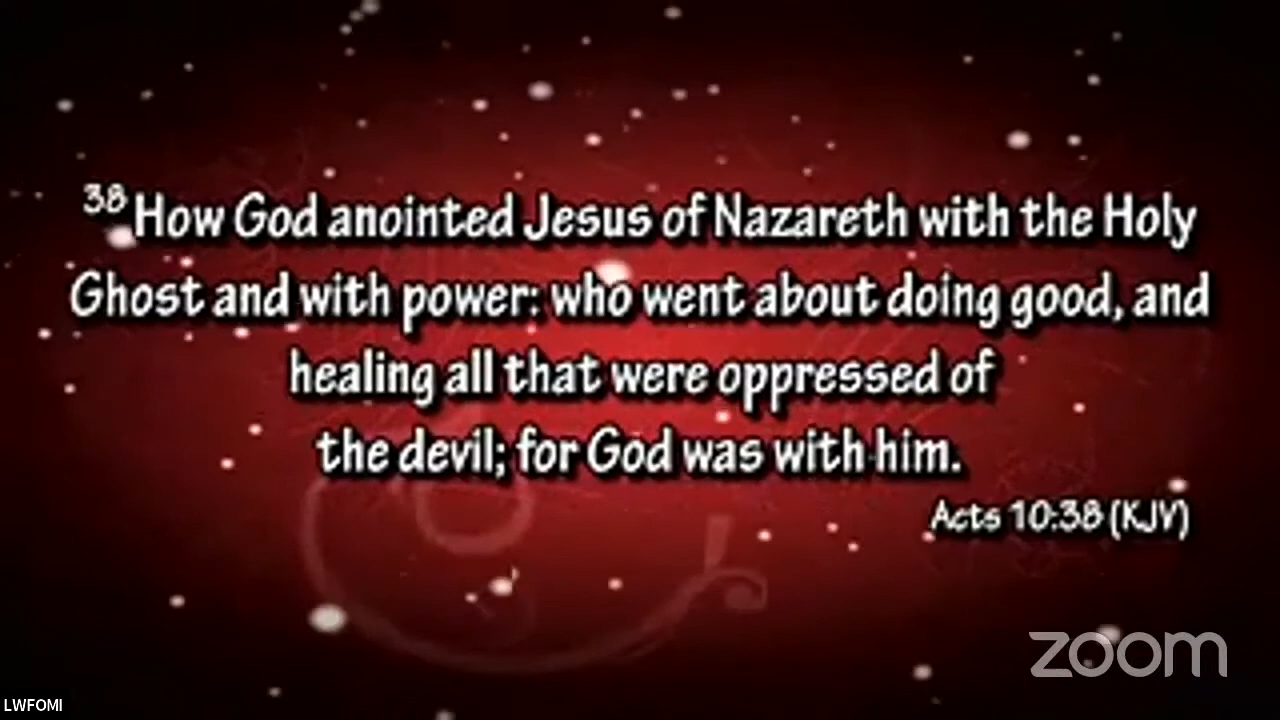 38 How God anointed Jesus of Nazareth with the Holy
Ghost and with power: who went about doing good, and
healing all that were oppressed of
the devil; for God was with him.
Acts 10:38 (KJV)
zoom
LWFOMI